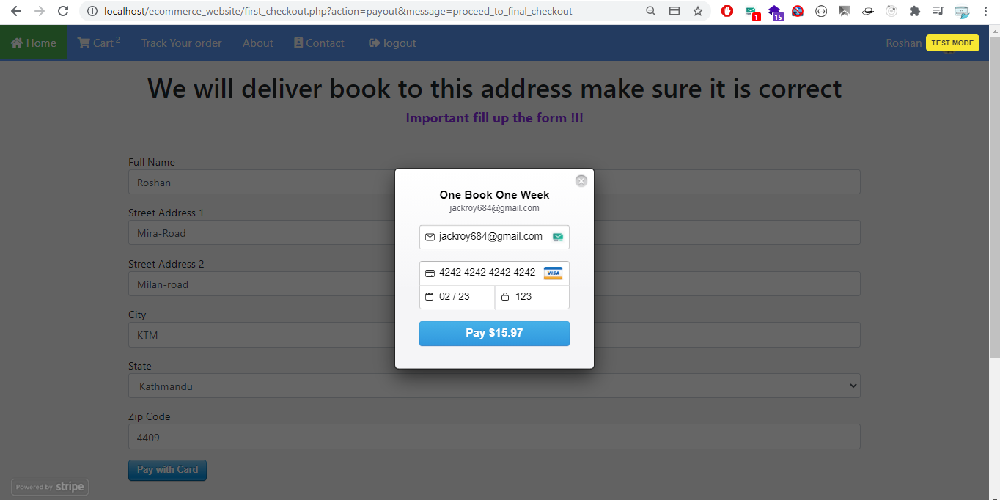 localhost/ecommerce_website/first_checkout.php?action=payout&message=proceed_to_final_checkout
1
15
Home
Cart 2
Track Your order
About
Contact
logout
Roshan
TEST MODE
We will deliver book to this address make sure it is correct
Important fill up the form !!!
Full Name
Roshan
Street Address 1
Mira-Road
Street Address 2
Milan-road
City
KTM
State
Kathmandu
Zip Code
4409
Pay with Card
One Book One Week
jackroy684@gmail.com
jackroy684@gmail.com
4242 4242 4242 4242 VISA
02 / 23
123
Pay $15.97
Powered by stripe